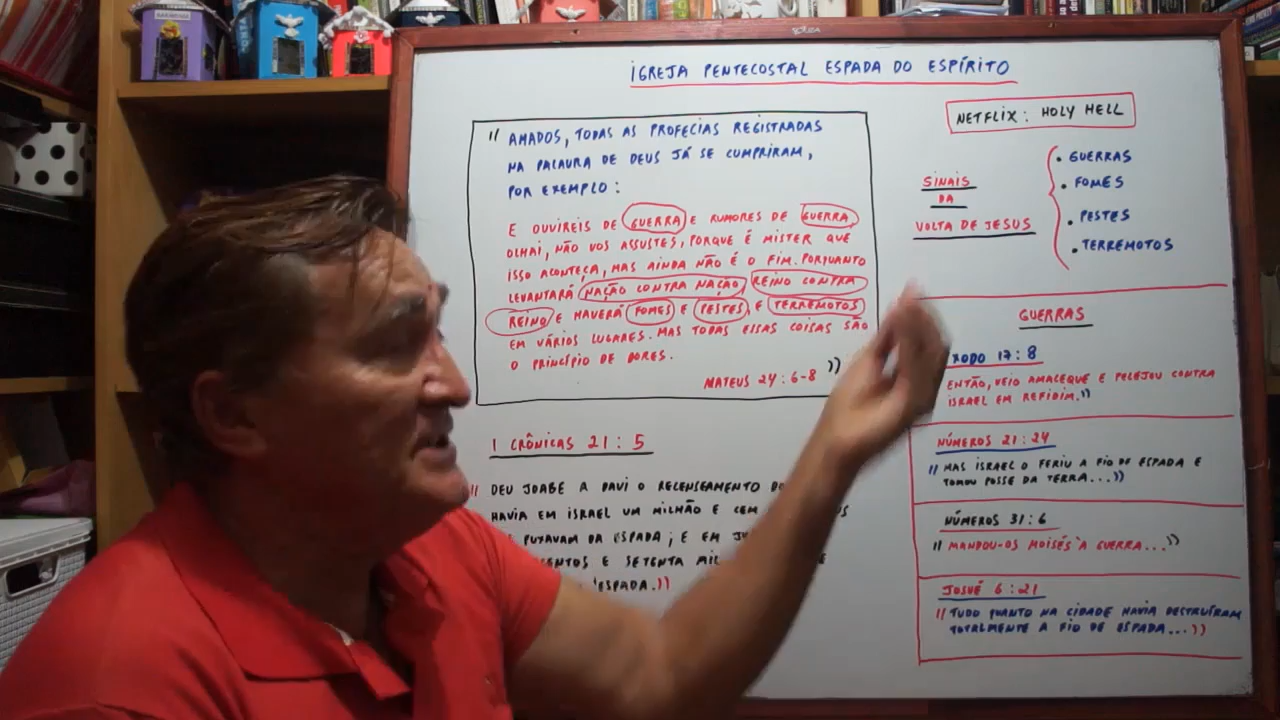 IGREJA PENTECOSTAL ESPADA DO ESPÍRITO
" AMADOS, TODAS AS PROFECIAS REGISTRADAS
NA PALAVRA DE DEUS JÁ SE CUMPRIRAM,
POR EXEMPLO:
E OUVIREIS DE GUERRA E RUMORES DE GUERRA
OLHAI, NÃO VOS ASSUSTES, PORQUE É MISTER QUE
ISSO ACONTEÇA, MAS AINDA NÃO É O FIM. PORQUANTO
LEVANTARÁ NAÇÃO CONTRA NAÇÃO, REINO CONTRA
REINO E HAVERÁ FOMES E PESTES, E TERREMOTOS
EM VÁRIOS LUGARES. MAS TODAS ESSAS COISAS SÃO
O PRINCÍPIO DE DORES.
MATEUS 24: 6-8 "
1 CRÔNICAS 21: 5
" DEU JOABE A DAVI O RECENSEAMENTO
HAVIA EM ISRAEL UM MILHÃO E CEM
PUXAVAM DA ESPADA; E EM
E SETENTA MIL
ESPADA."
NETFLIX: HOLY HELL
SINAIS
DA
VOLTA DE JESUS
• GUERRAS
• FOMES
• PESTES
• TERREMOTOS
GUERRAS
XODO 17:8
ENTÃO, VEIO AMALEQUE E PELEJOU CONTRA
ISRAEL EM REFIDIM."
NÚMEROS 21:24
" MAS ISRAEL O FERIU A FIO DE ESPADA E
TOMOU POSSE DA TERRA..."
NÚMEROS 31:6
" MANDOU-OS MOISÉS À GUERRA..."
JOSUÉ 6:21
" TUDO QUANTO NA CIDADE HAVIA DESTRUÍRAM
TOTALMENTE A FIO DE ESPADA..."